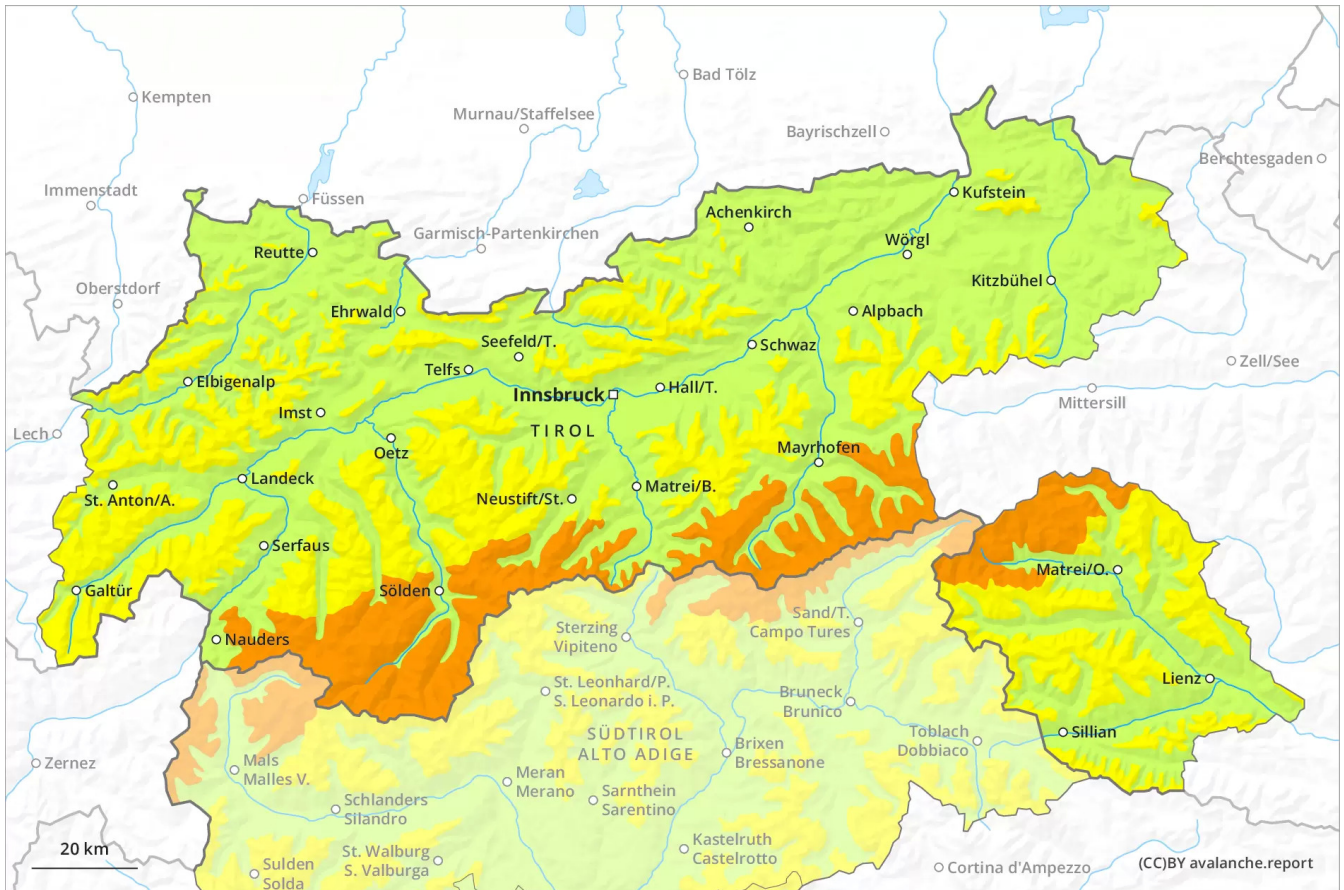 Bad Tölz
Kempten
Murnau/Staffelsee
Bayrischzell
Berchtesgaden
Immenstadt
Füssen
Kufstein
Achenkirch
Garmisch-Partenkirchen
Wörgl
Reutte
Kitzbühel
Oberstdorf
Ehrwald
Alpbach
Seefeld/T.
Schwaz
Zell/See
Telfs
Elbigenalp
Hall/T.
Innsbruck
Mittersill
Imst
TIROL
Lech
Oetz
Mayrhofen
Landeck
Matrei/B.
St. Anton/A.
Neustift/St.
Serfaus
Matrei/O.
Galtür
Sölden
Sand/T.
Campo Tures
Sterzing
Vipiteno
Nauders
Lienz
St. Leonhard/P.
S. Leonardo i. P.
Bruneck
Brunico
SÜDTIROL
ALTO ADIGE
Toblach
Dobbiaco
Sillian
Brixen
Bressanone
Zernez
Mals
Malles V.
Meran
Merano
Sarnthein
Sarentino
Schlanders
Silandro
20 km
St. Walburg
S. Valburga
Kastelruth
Castelrotto
Sulden
Solda
Cortina d'Ampezzo
(CC)BY avalanche.report